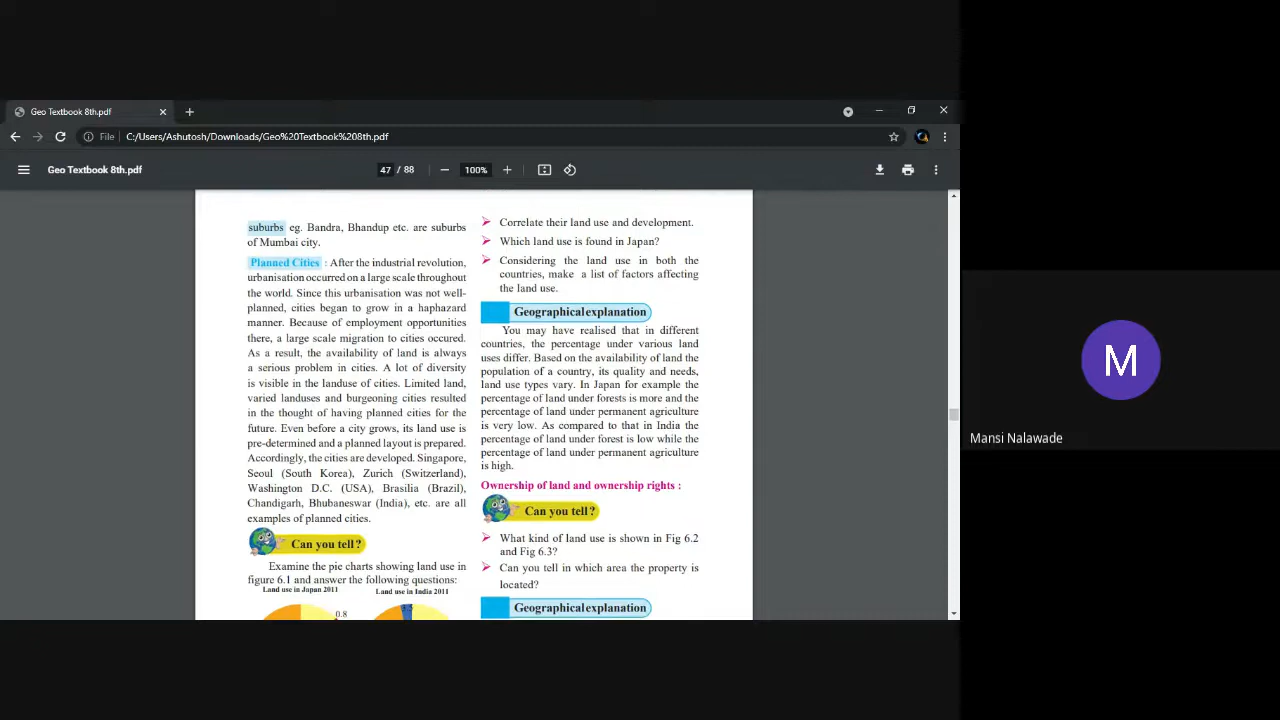 Geo Textbook 8th.pdf
File C:/Users/Ashutosh/Downloads/Geo%20Textbook%208th.pdf
Geo Textbook 8th.pdf
47 / 88
100%
suburbs eg. Bandra, Bhandup etc. are suburbs
of Mumbai city.
Planned Cities : After the industrial revolution,
urbanisation occurred on a large scale throughout
the world. Since this urbanisation was not well-
planned, cities began to grow in a haphazard
manner. Because of employment opportunities
there, a large scale migration to cities occured.
As a result, the availability of land is always
a serious problem in cities. A lot of diversity
is visible in the landuse of cities. Limited land,
varied landuses and burgeoning cities resulted
in the thought of having planned cities for the
future. Even before a city grows, its land use is
pre-determined and a planned layout is prepared.
Accordingly, the cities are developed. Singapore,
Seoul (South Korea), Zurich (Switzerland),
Washington D.C. (USA), Brasilia (Brazil),
Chandigarh, Bhubaneswar (India), etc. are all
examples of planned cities.
Can you tell?
Examine the pie charts showing land use in
figure 6.1 and answer the following questions:
Land use in Japan 2011
Land use in India 2011
0.8
Correlate their land use and development.
Which land use is found in Japan?
Considering the land use in both the
countries, make a list of factors affecting
the land use.
Geographical explanation
You may have realised that in different
countries, the percentage under various land
uses differ. Based on the availability of land the
population of a country, its quality and needs,
land use types vary. In Japan for example the
percentage of land under forests is more and the
percentage of land under permanent agriculture
is very low. As compared to that in India the
percentage of land under forest is low while the
percentage of land under permanent agriculture
is high.
Ownership of land and ownership rights :
Can you tell?
What kind of land use is shown in Fig 6.2
and Fig 6.3?
Can you tell in which area the property is
located?
Geographical explanation
M
Mansi Nalawade